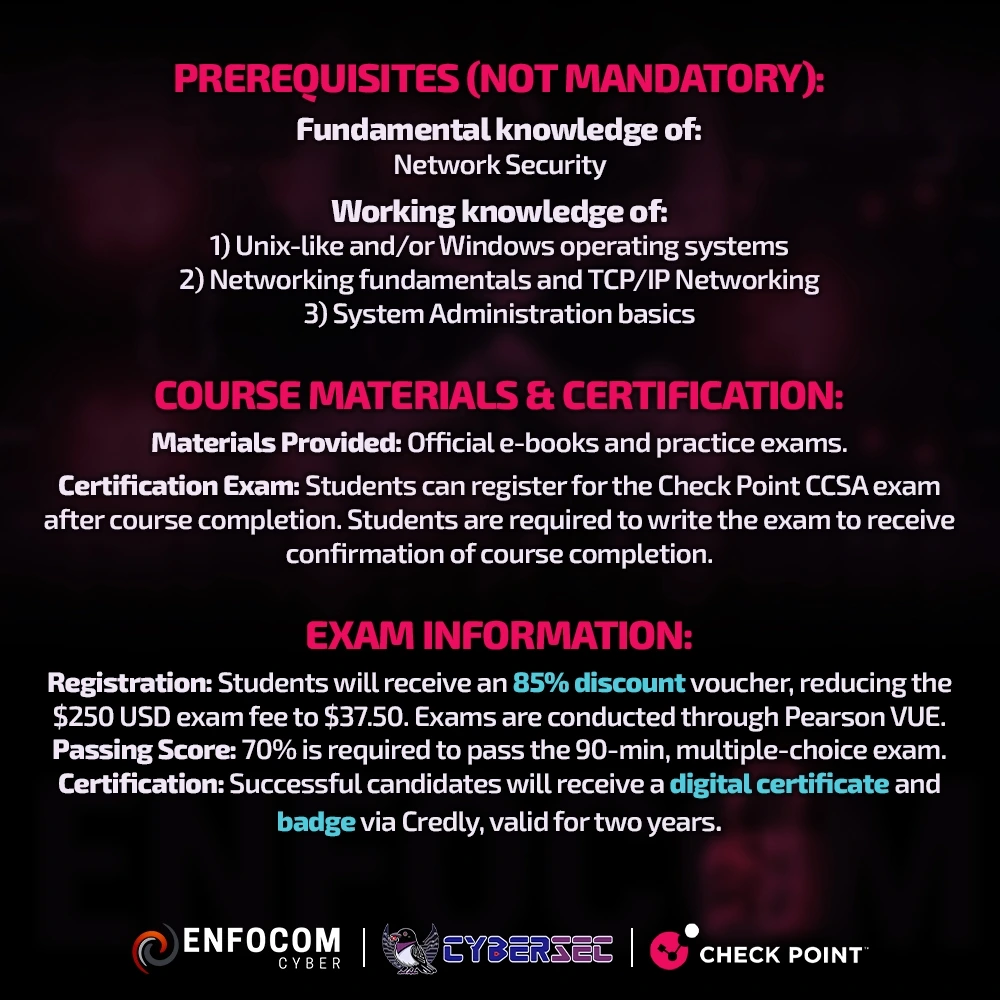 PREREQUISITES (NOT MANDATORY):
Fundamental knowledge of:
Network Security
Working knowledge of:
1) Unix-like and/or Windows operating systems
2) Networking fundamentals and TCP/IP Networking
3) System Administration basics
COURSE MATERIALS & CERTIFICATION:
Materials Provided: Official e-books and practice exams.
Certification Exam: Students can register for the Check Point CCSA exam
after course completion. Students are required to write the exam to receive
confirmation of course completion.
EXAM INFORMATION:
Registration: Students will receive an 85% discount voucher, reducing the
$250 USD exam fee to $37.50. Exams are conducted through Pearson VUE.
Passing Score: 70% is required to pass the 90-min, multiple-choice exam.
Certification: Successful candidates will receive a digital certificate and
badge via Credly, valid for two years.
ENFOCOM
CYBER
CYBERSEC
CHECK POINT™